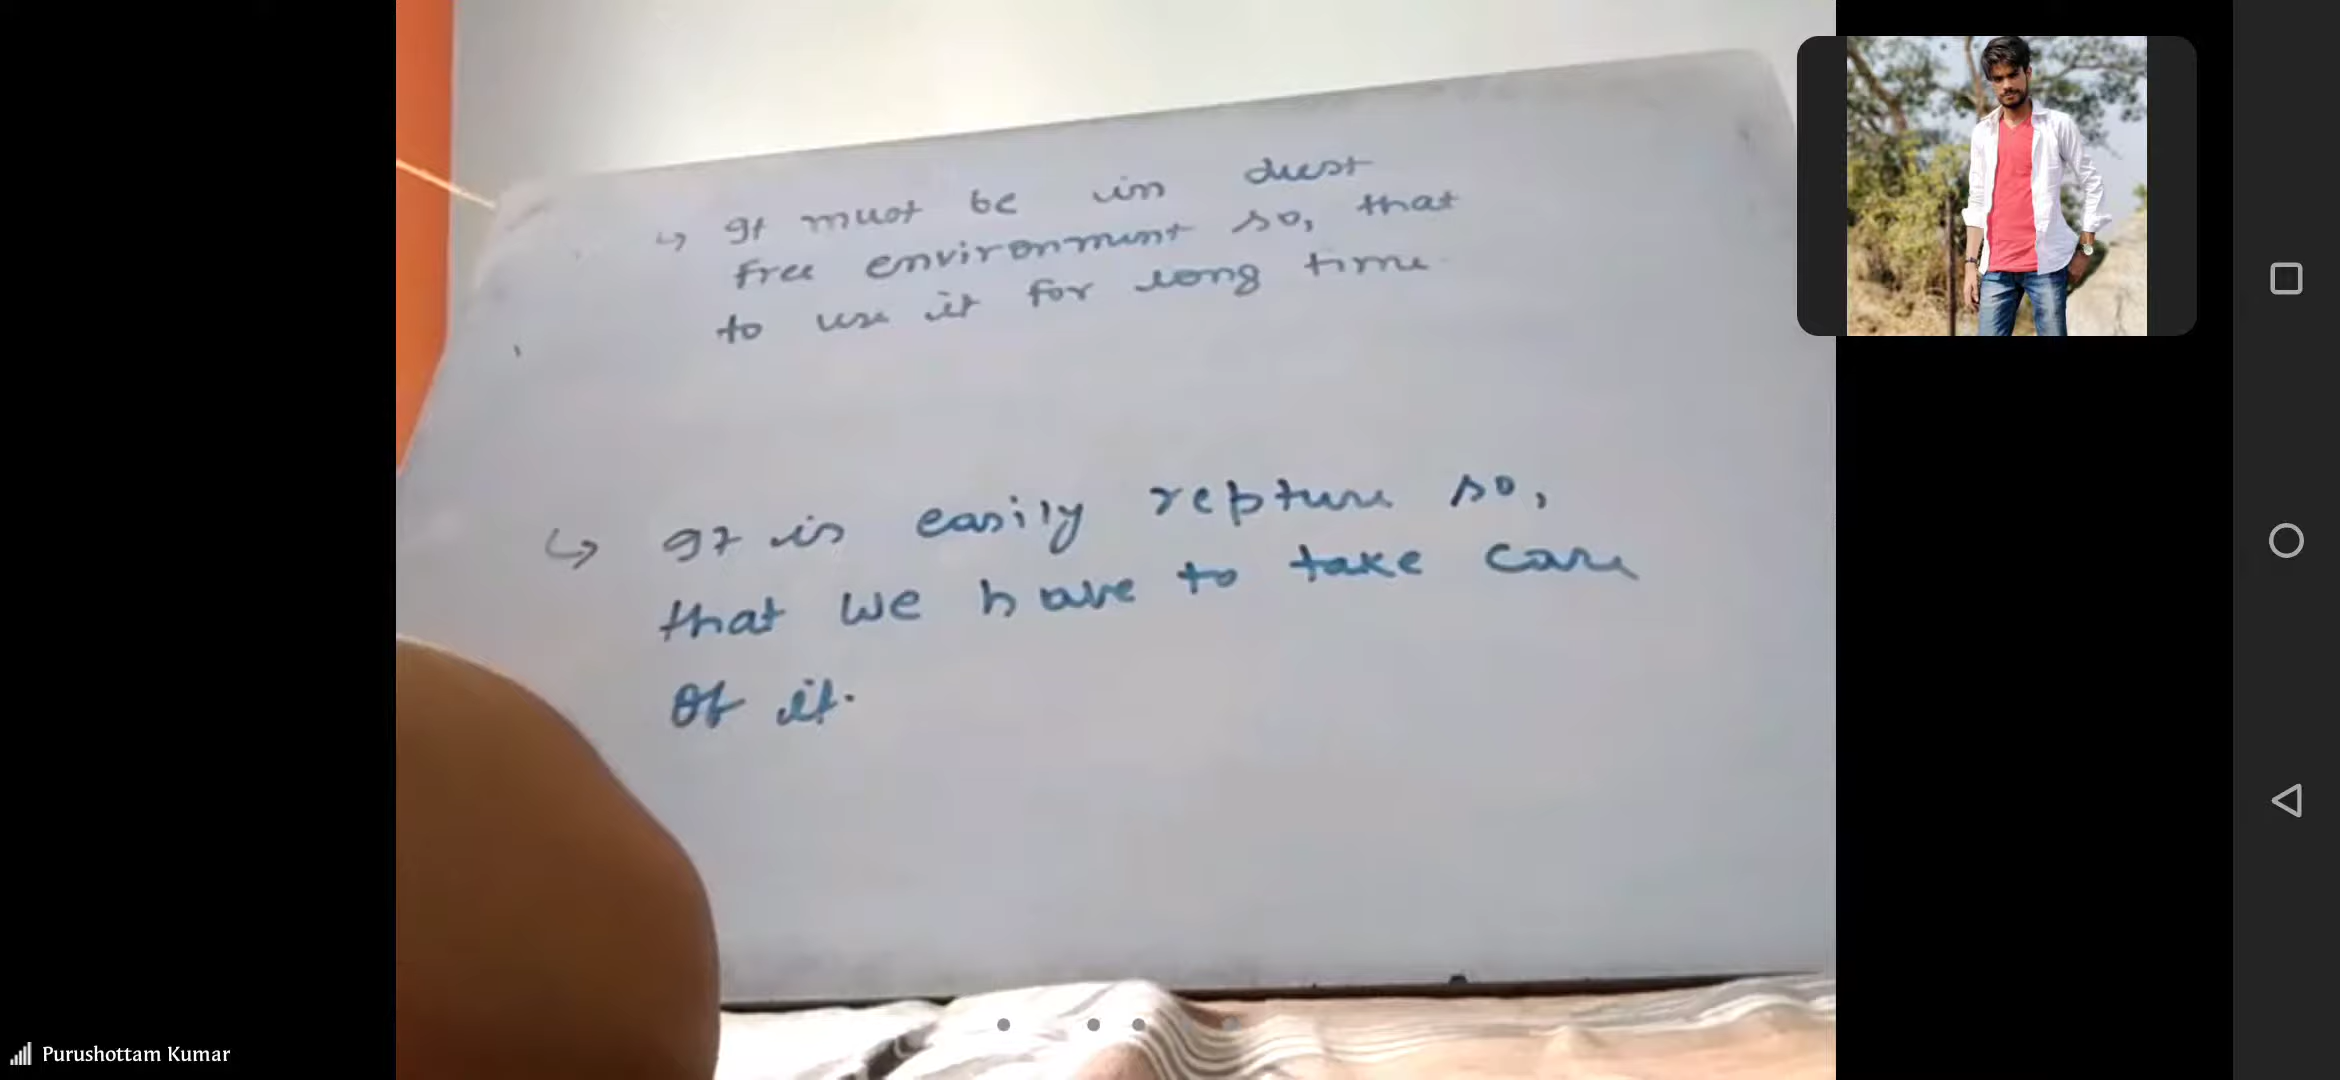 ↳ It must be in dust
free environment so, that
to use it for long time
↳ It is easily repture so,
that we have to take care
of it.
Purushottam Kumar